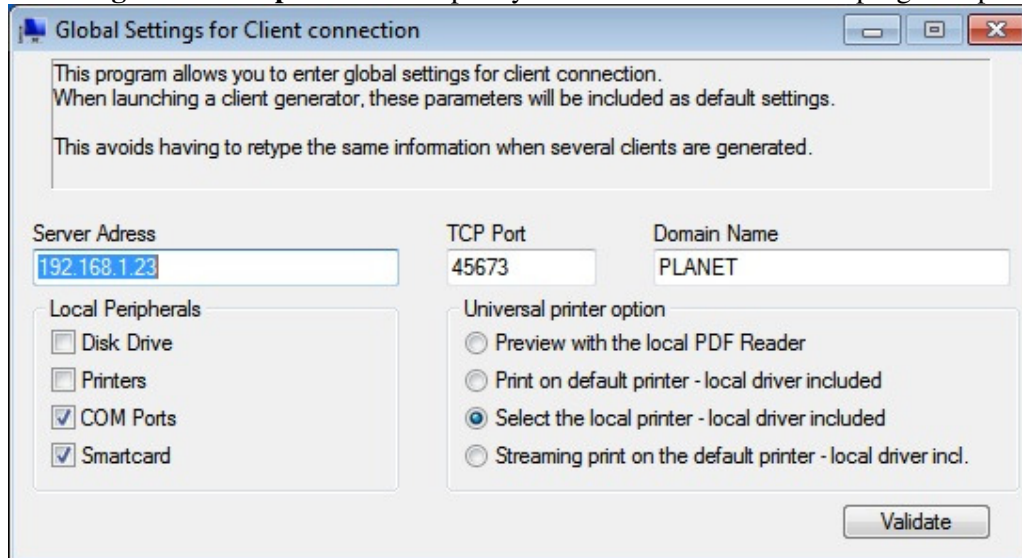 Global Settings for Client connection
This program allows you to enter global settings for client connection.
When launching a client generator, these parameters will be included as default settings.
This avoids having to retype the same information when several clients are generated.
Server Adress
TCP Port
Domain Name
192.168.1.23
45673
PLANET
Local Peripherals
Disk Drive
Printers
COM Ports
Smartcard
Universal printer option
Preview with the local PDF Reader
Print on default printer - local driver included
Select the local printer - local driver included
Streaming print on the default printer - local driver incl.
Validate